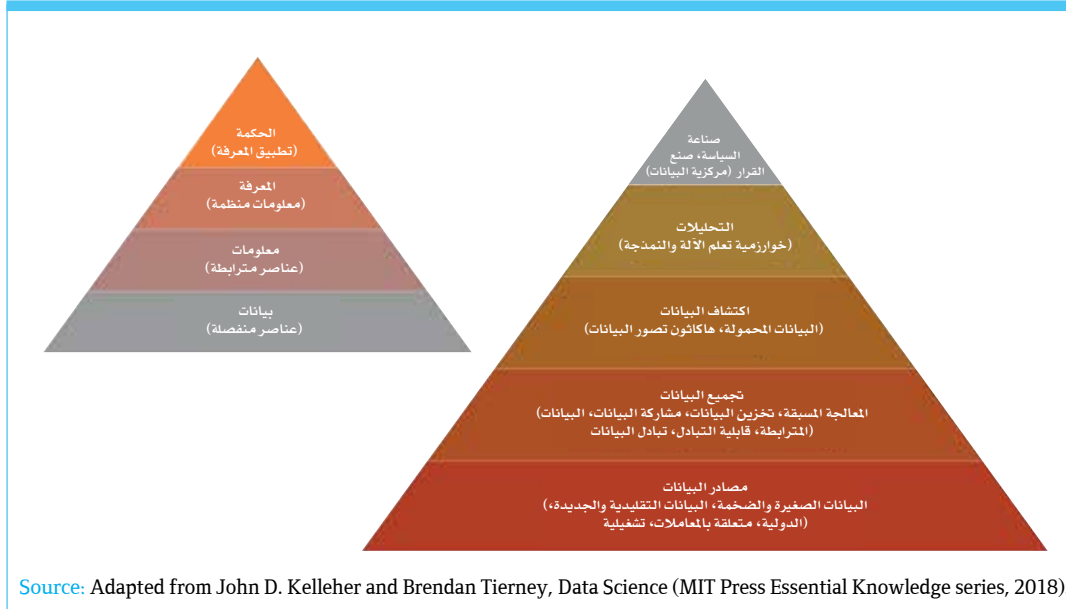 الحكمة
(تطبيق المعرفة)
المعرفة
(معلومات منظمة)
معلومات
(عناصر مترابطة)
بيانات
(عناصر منفصلة)
صناعة
السياسة، صنع
القرار (مركزية البيانات)
التحليلات
(خوارزمية تعلم الآلة والنمذجة)
اكتشاف البيانات
(البيانات المحمولة، هاكاثون تصور البيانات)
تجميع البيانات
المعالجة المسبقة، تخزين البيانات، مشاركة البيانات، البيانات)
(المترابطة، قابلية التبادل، تبادل البيانات
مصادر البيانات
البيانات الصغيرة والضخمة، البيانات التقليدية والجديدة،)
(الدولية، متعلقة بالمعاملات، تشغيلية
Source: Adapted from John D. Kelleher and Brendan Tierney, Data Science (MIT Press Essential Knowledge series, 2018)